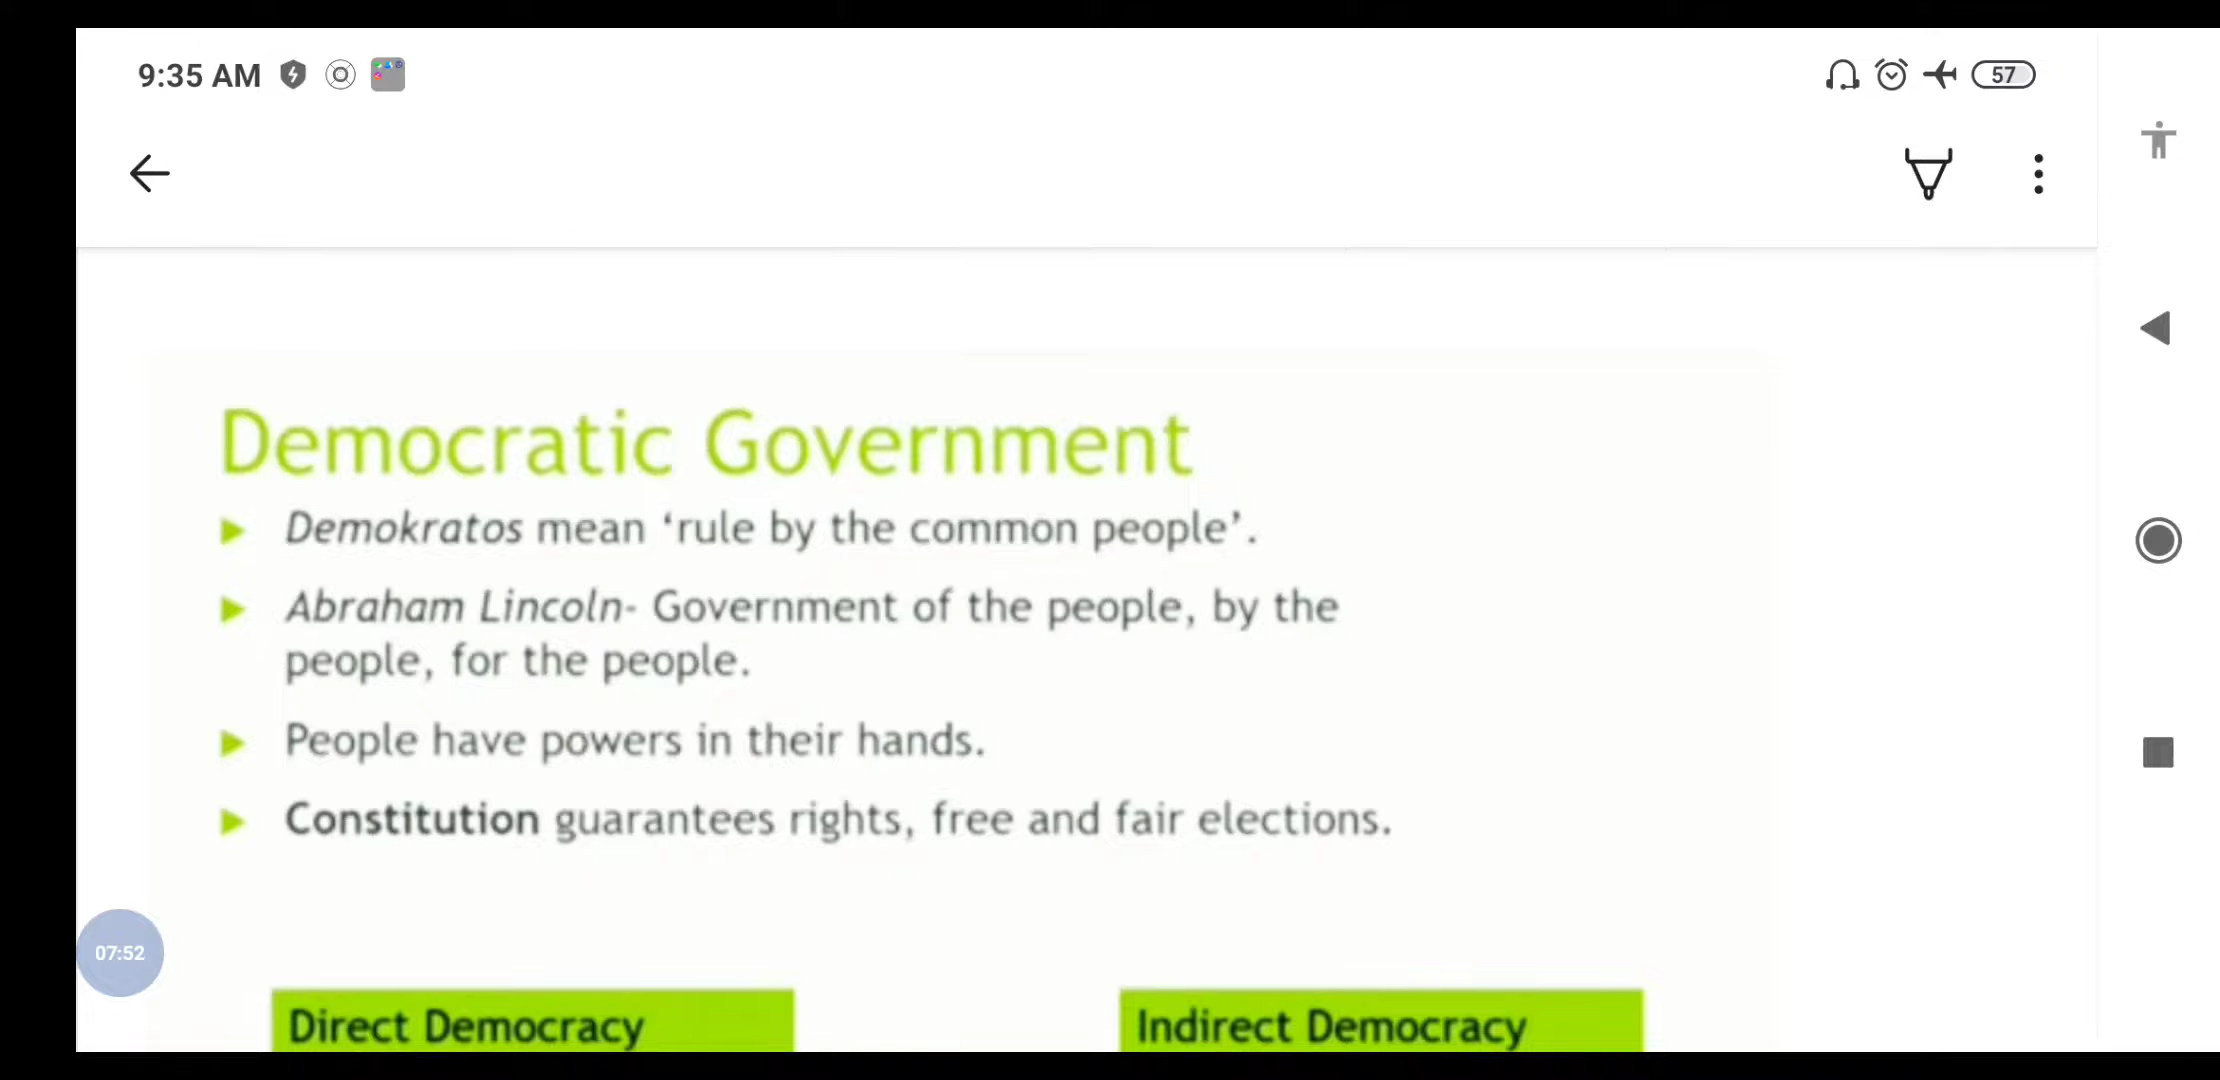 9:35 AM
57
Democratic Government
Demokratos mean ‘rule by the common people’.
Abraham Lincoln- Government of the people, by the
people, for the people.
People have powers in their hands.
Constitution guarantees rights, free and fair elections.
07:52
Direct Democracy
Indirect Democracy